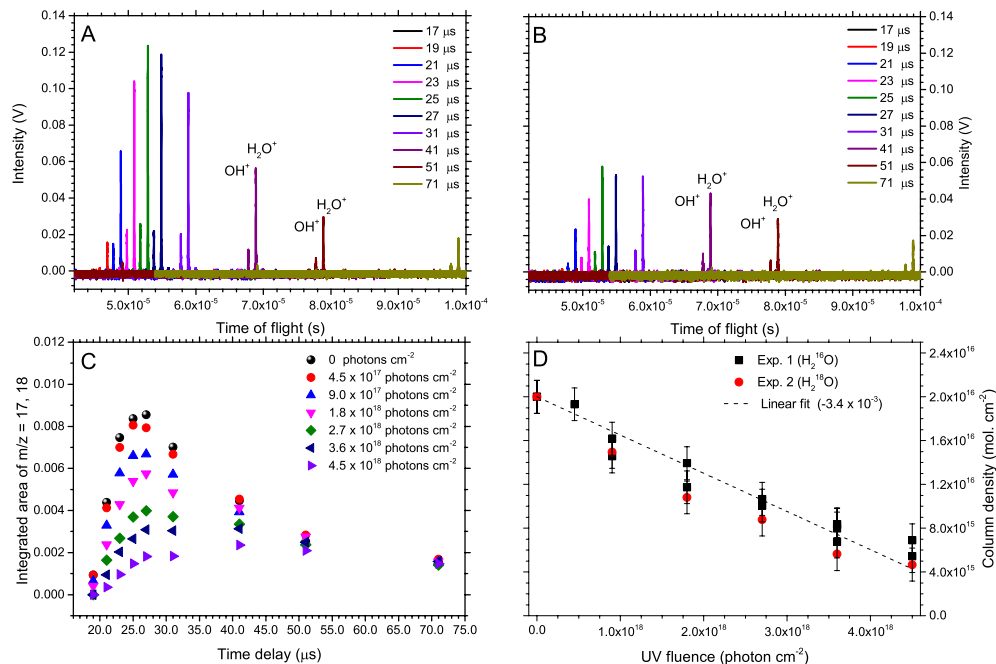 A
Intensity (V)
0.14
0.12
0.10
0.08
0.06
0.04
0.02
0.00
17 μs
19 μs
21 μs
23 μs
25 μs
27 μs
31 μs
41 μs
51 μs
71 μs
H₂O⁺
OH⁺
H₂O⁺
OH⁺
5.0x10⁻⁵ 6.0x10⁻⁵ 7.0x10⁻⁵ 8.0x10⁻⁵ 9.0x10⁻⁵ 1.0x10⁻⁴
Time of flight (s)
B
17 μs
19 μs
21 μs
23 μs
25 μs
27 μs
31 μs
41 μs
51 μs
71 μs
H₂O⁺
OH⁺
H₂O⁺
OH⁺
0.14
0.12
0.10
0.08
0.06
0.04
0.02
0.00
Intensity (V)
5.0x10⁻⁵ 6.0x10⁻⁵ 7.0x10⁻⁵ 8.0x10⁻⁵ 9.0x10⁻⁵ 1.0x10⁻⁴
Time of flight (s)
C
Integrated area of m/z = 17, 18
0.012
0.010
0.008
0.006
0.004
0.002
0.000
0 photons cm⁻²
4.5 x 10¹⁷ photons cm⁻²
9.0 x 10¹⁷ photons cm⁻²
1.8 x 10¹⁸ photons cm⁻²
2.7 x 10¹⁸ photons cm⁻²
3.6 x 10¹⁸ photons cm⁻²
4.5 x 10¹⁸ photons cm⁻²
20.0 25.0 30.0 35.0 40.0 45.0 50.0 55.0 60.0 65.0 70.0 75.0
Time delay (μs)
D
Exp. 1 (H₂¹⁶O)
Exp. 2 (H₂¹⁸O)
Linear fit (-3.4 x 10⁻³)
2.4x10¹⁶
2.0x10¹⁶
1.6x10¹⁶
1.2x10¹⁶
8.0x10¹⁵
4.0x10¹⁵
0.0
Column density (mol. cm⁻²)
0.0 9.0x10¹⁷ 1.8x10¹⁸ 2.7x10¹⁸ 3.6x10¹⁸ 4.5x10¹⁸
UV fluence (photon cm⁻²)